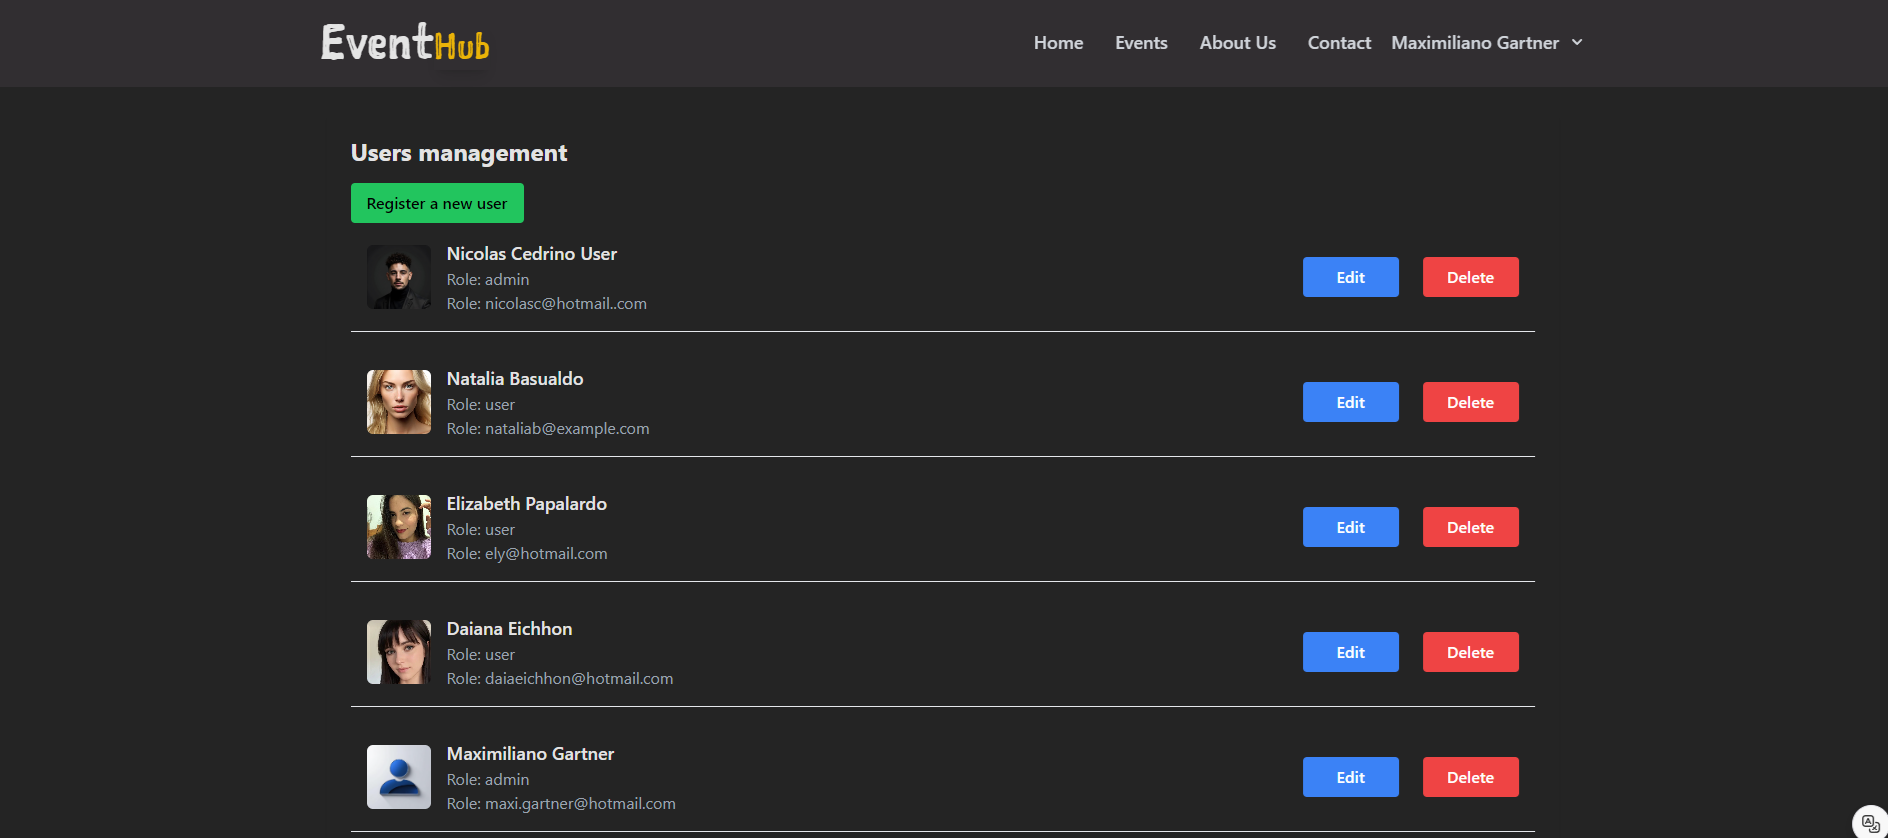 EventHub
Home Events About Us Contact Maximiliano Gartner
Users management
Register a new user
Nicolas Cedrino User
Role: admin
Role: nicolasc@hotmail..com
Edit Delete
Natalia Basualdo
Role: user
Role: nataliab@example.com
Edit Delete
Elizabeth Papalardo
Role: user
Role: ely@hotmail.com
Edit Delete
Daiana Eichhon
Role: user
Role: daiaeichhon@hotmail.com
Edit Delete
Maximiliano Gartner
Role: admin
Role: maxi.gartner@hotmail.com
Edit Delete